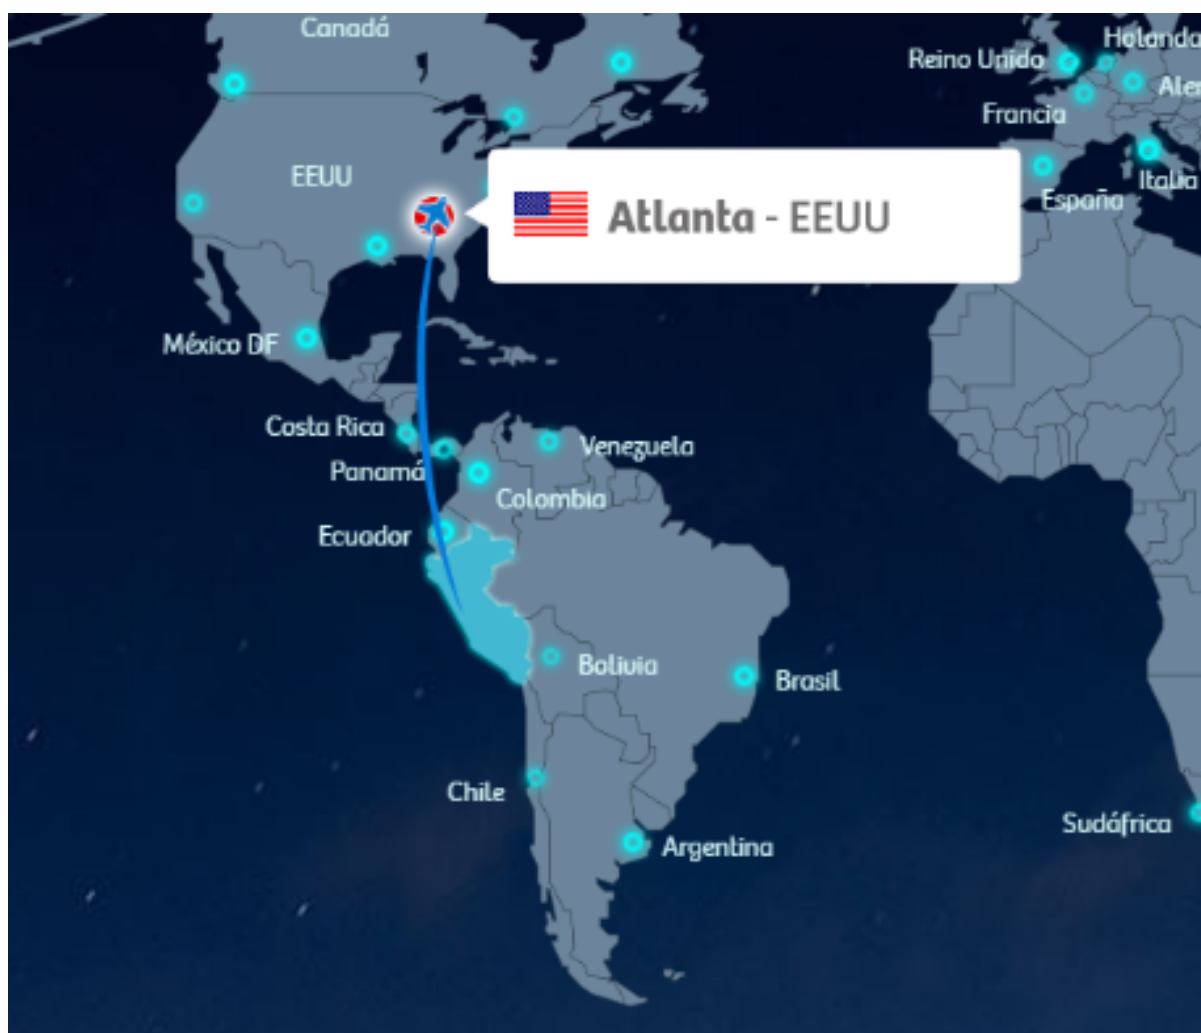 Canadá
Holanda
Reino Unido
Francia
EEUU
Italia
España
Atlanta - EEUU
México DF
Costa Rica
Venezuela
Panamá
Colombia
Ecuador
Bolivia
Brasil
Chile
Sudáfrica
Argentina